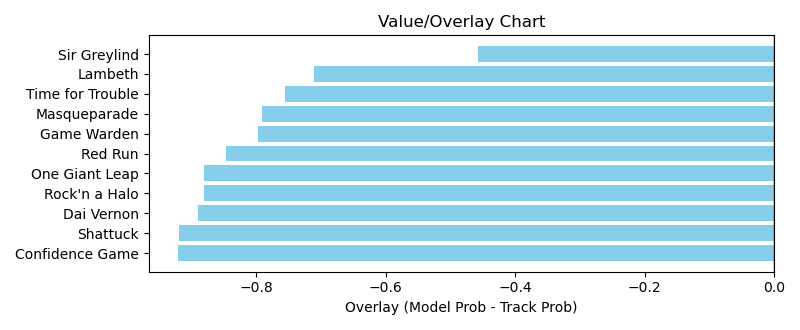 Value/Overlay Chart
Sir Greylind
Lambeth
Time for Trouble
Masqueparade
Game Warden
Red Run
One Giant Leap
Rock'n a Halo
Dai Vernon
Shattuck
Confidence Game
−0.8 −0.6 −0.4 −0.2 0.0
Overlay (Model Prob - Track Prob)